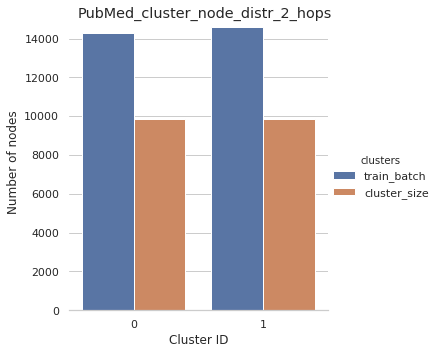 PubMed_cluster_node_distr_2_hops
Number of nodes
14000
12000
10000
8000
6000
4000
2000
0
0
1
Cluster ID
clusters
train_batch
cluster_size